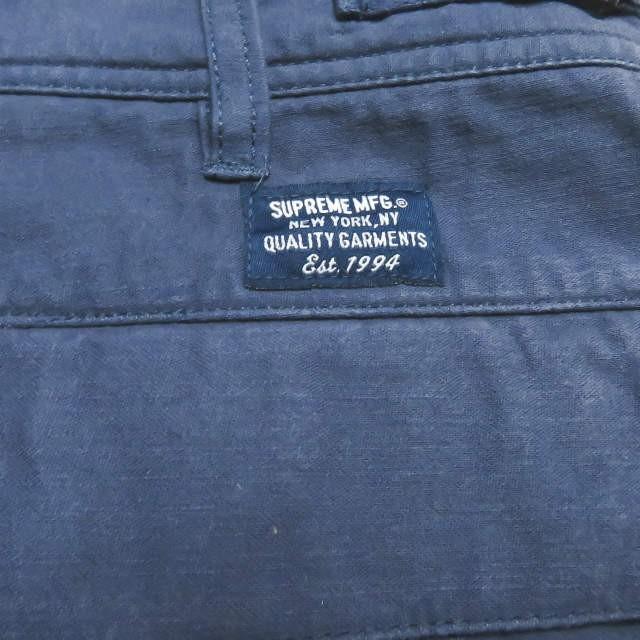 SUPREME MFG.®
NEW YORK, NY
QUALITY GARMENTS
Est. 1994